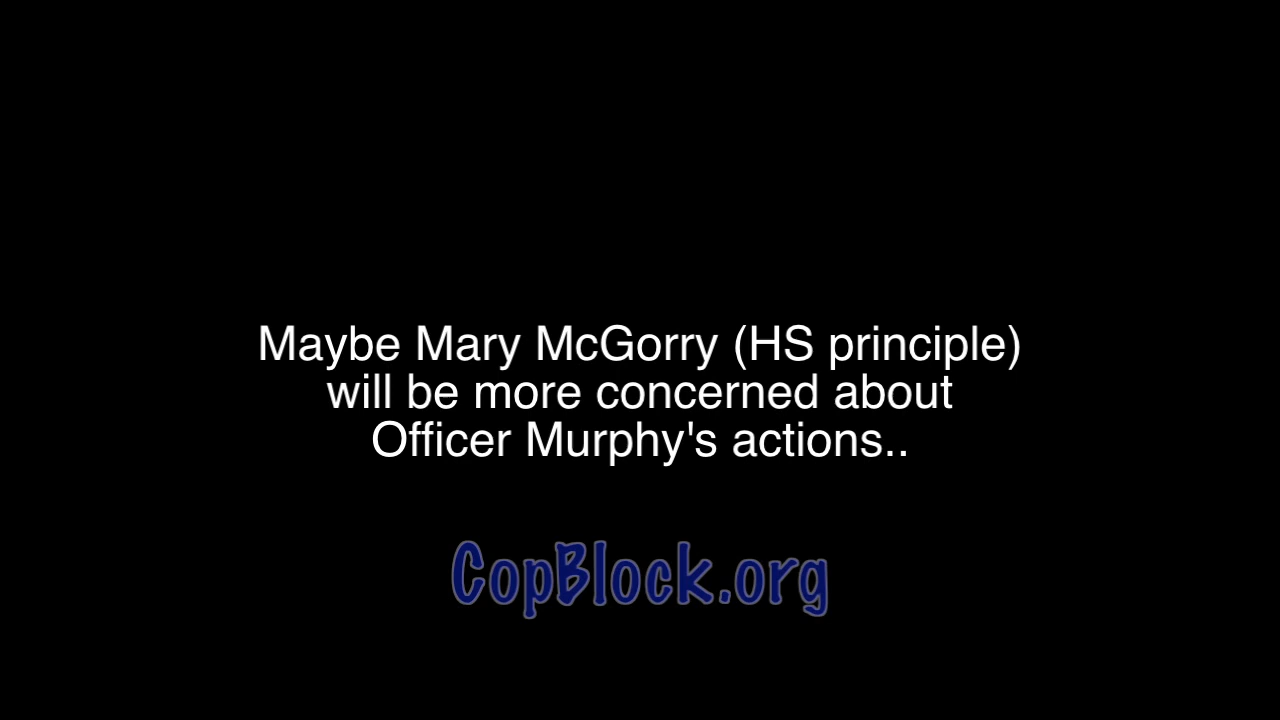 Maybe Mary McGorry (HS principle)
will be more concerned about
Officer Murphy's actions..
CopBlock.org